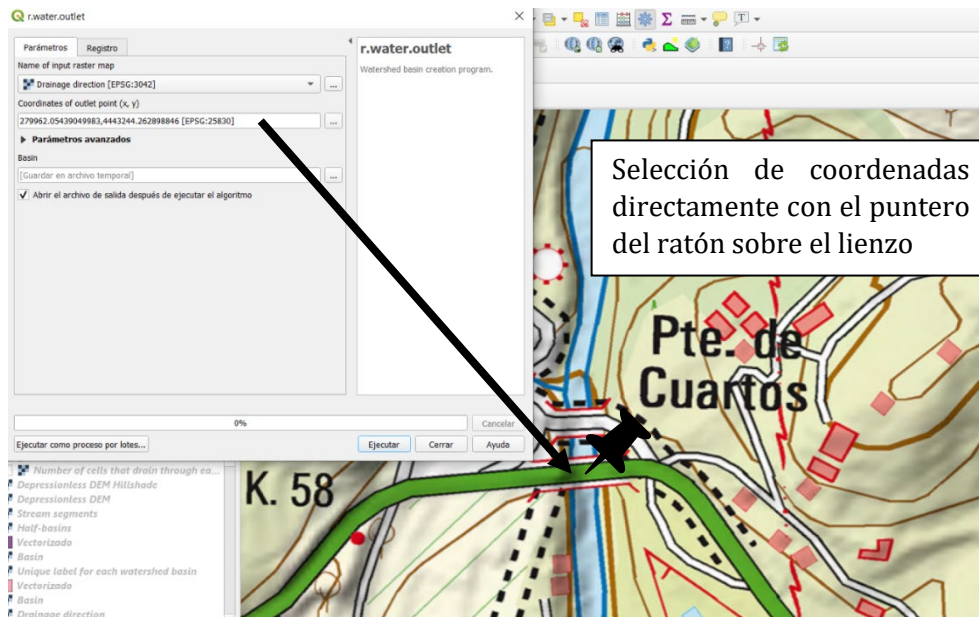 r.water.outlet
Parámetros Registro
Name of input raster map
Drainage direction [EPSG:3042]
...
Coordinates of outlet point (x, y)
279962.05439049983,4443244.262898846 [EPSG:25830]
...
Parámetros avanzados
Basin
[Guardar en archivo temporal]
...
Abrir el archivo de salida después de ejecutar el algoritmo
r.water.outlet
Watershed basin creation program.
0%
Cancelar
Ejecutar como proceso por lotes...
Ejecutar Cerrar Ayuda
Selección de coordenadas
directamente con el puntero
del ratón sobre el lienzo
Pte. de
Cuartos
K. 58
Number of cells that drain through ea...
Depressionless DEM Hillshade
Depressionless DEM
Stream segments
Half-basins
Vectorizado
Basin
Unique label for each watershed basin
Vectorizado
Basin
Drainage direction